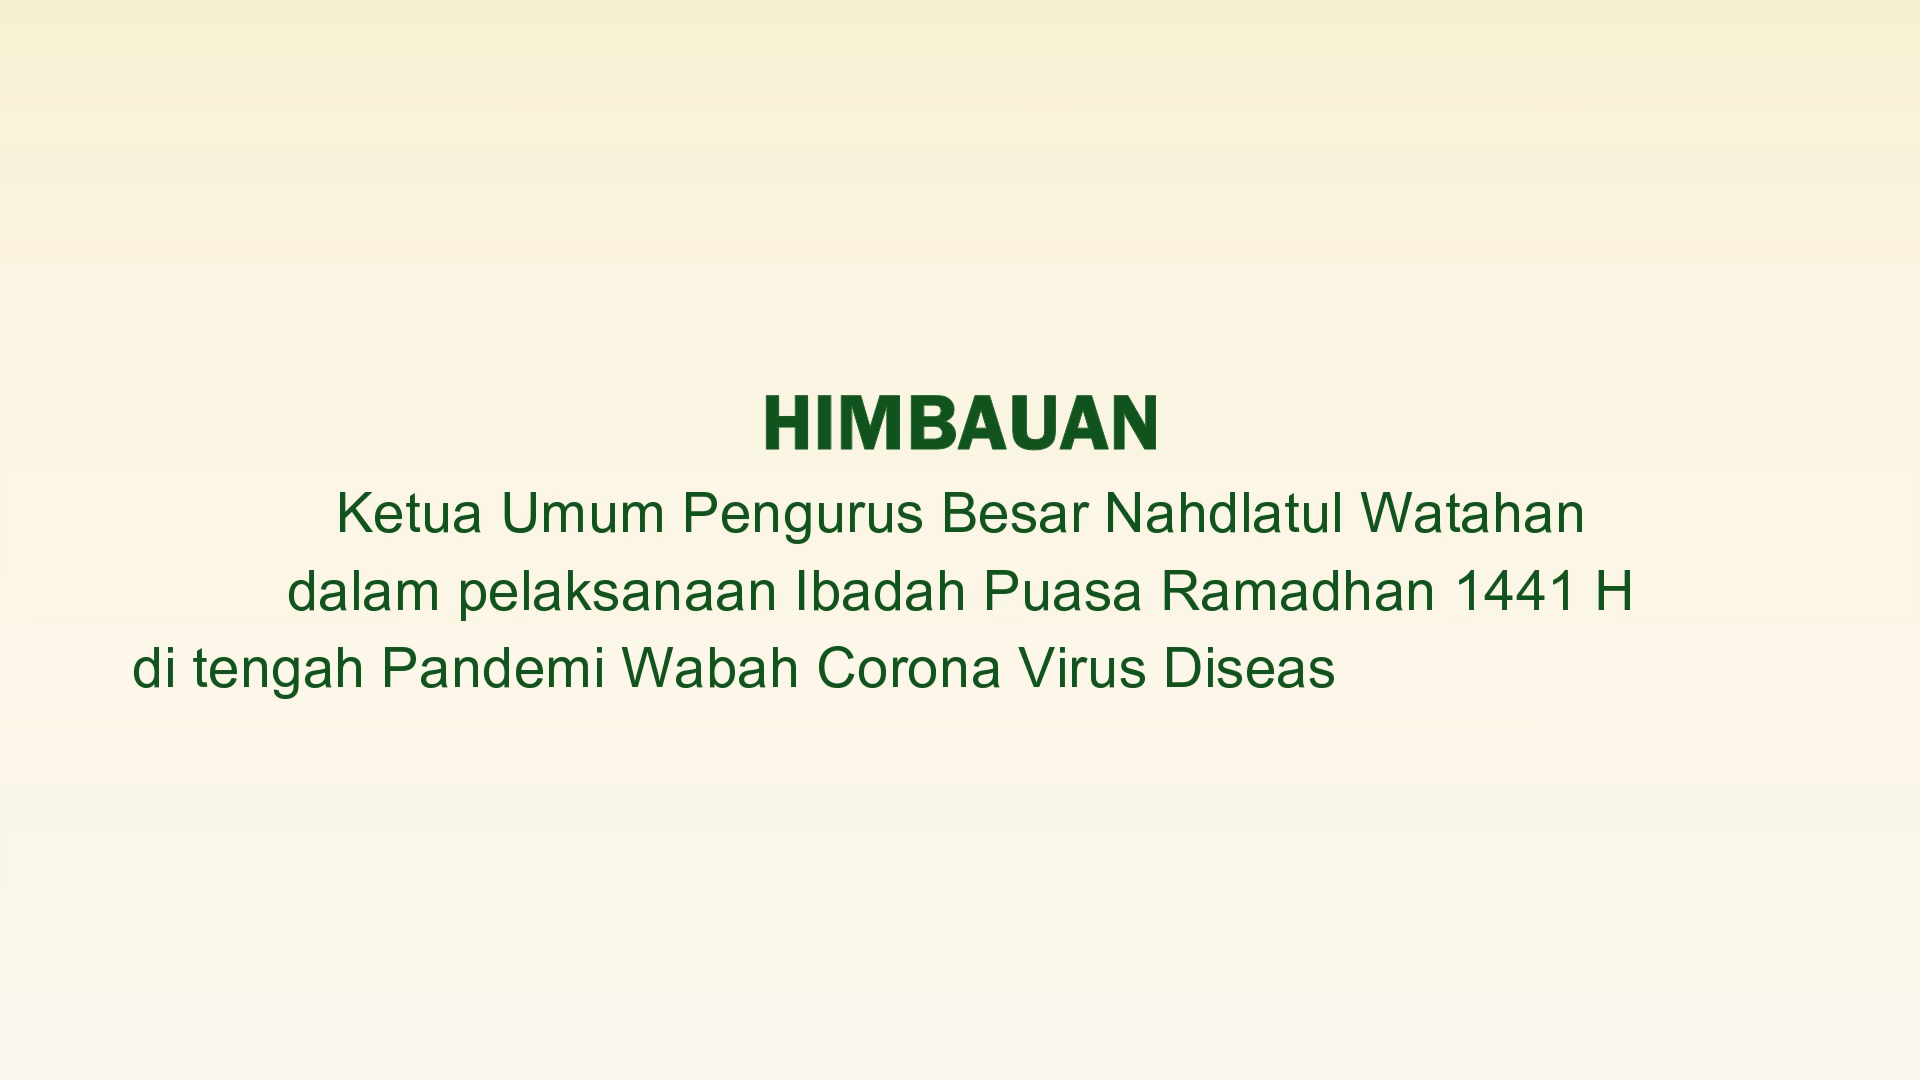 HIMBAUAN
Ketua Umum Pengurus Besar Nahdlatul Watahan
dalam pelaksanaan Ibadah Puasa Ramadhan 1441 H
di tengah Pandemi Wabah Corona Virus Diseas